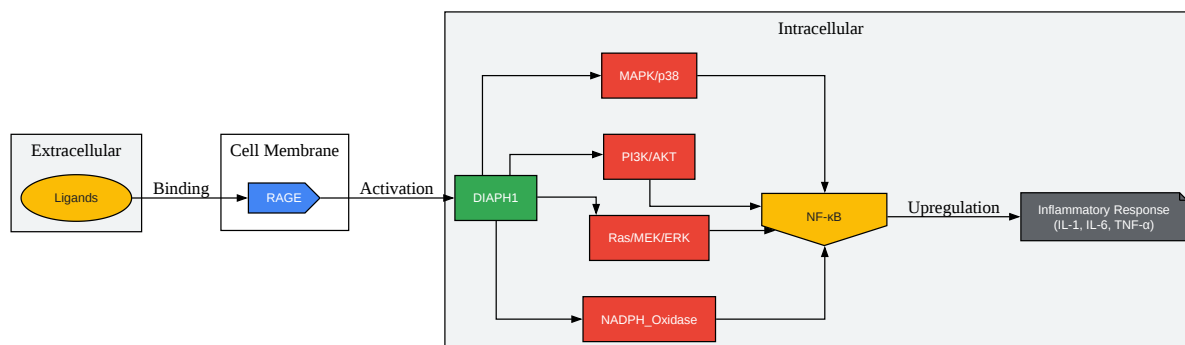 Intracellular
MAPK/p38
Extracellular
Cell Membrane
PI3K/AKT
Ligands
Binding
RAGE
Activation
DIAPH1
NF-κB
Upregulation
Inflammatory Response
(IL-1, IL-6, TNF-α)
Ras/MEK/ERK
NADPH_Oxidase